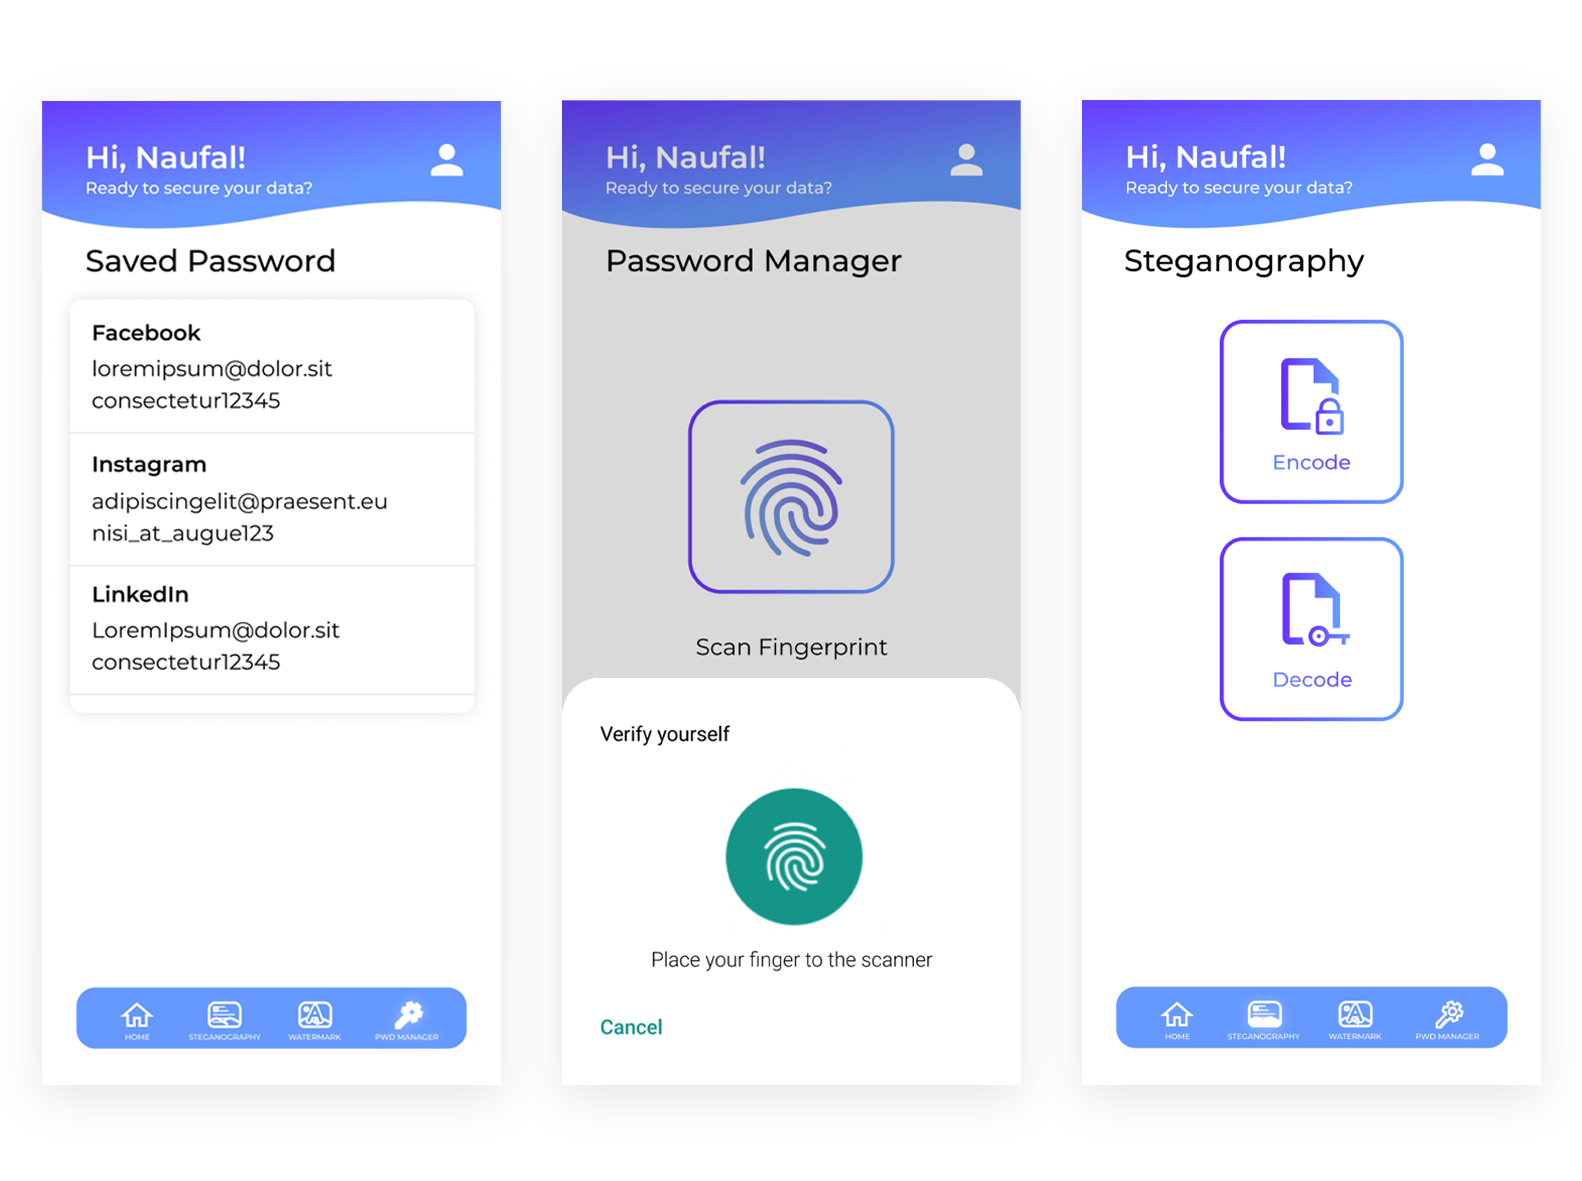 Hi, Naufal!
Ready to secure your data?
Saved Password
Facebook
loremipsum@dolor.sit
consectetur12345
Instagram
adipiscingelit@praesent.eu
nisi_at_augue123
LinkedIn
LoremIpsum@dolor.sit
consectetur12345
HOME
STEGANOGRAPHY
WATERMARK
PWD MANAGER
Hi, Naufal!
Ready to secure your data?
Password Manager
Scan Fingerprint
Verify yourself
Place your finger to the scanner
Cancel
Hi, Naufal!
Ready to secure your data?
Steganography
Encode
Decode
HOME
STEGANOGRAPHY
WATERMARK
PWD MANAGER